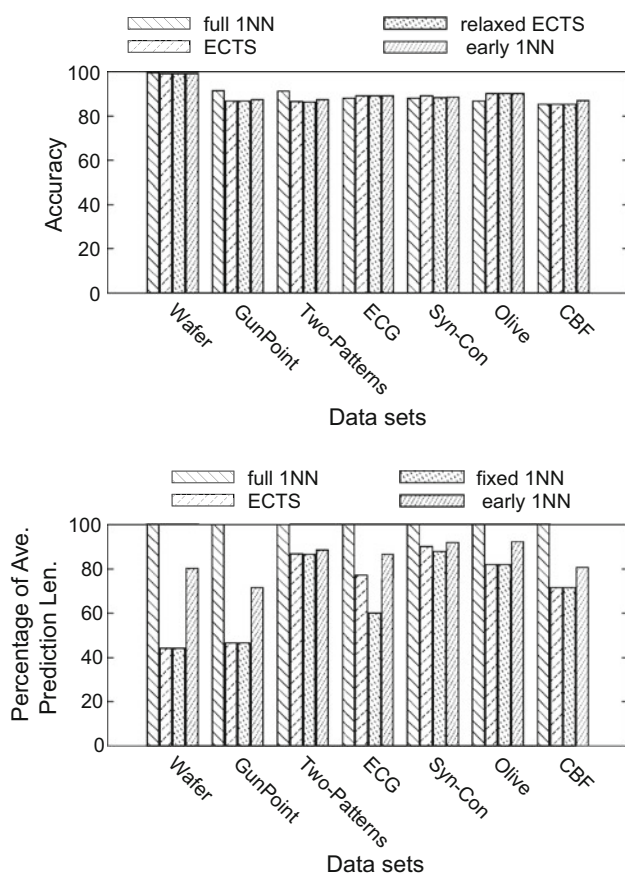 full 1NN
relaxed ECTS
ECTS
early 1NN
100
80
60
40
20
0
Accuracy
Wafer
GunPoint
Two-Patterns
ECG
Syn-Con
Olive
CBF
Data sets
full 1NN
fixed 1NN
ECTS
early 1NN
100
80
60
40
20
0
Percentage of Ave.
Prediction Len.
Wafer
GunPoint
Two-Patterns
ECG
Syn-Con
Olive
CBF
Data sets